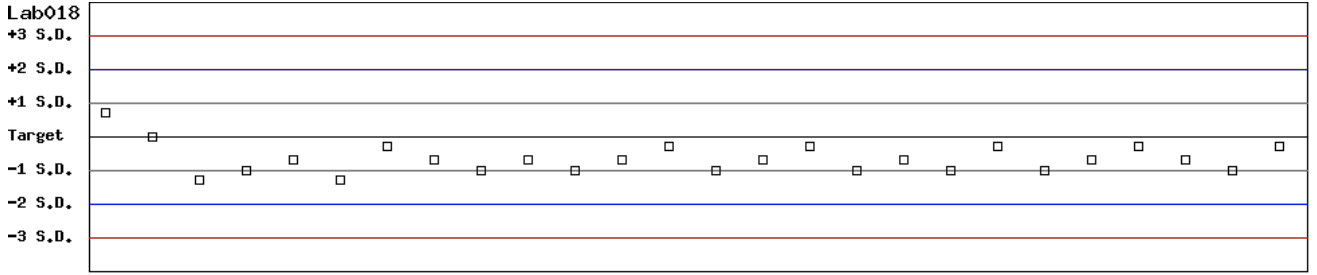 Lab018
+3 S.D.
+2 S.D.
+1 S.D.
Target
-1 S.D.
-2 S.D.
-3 S.D.